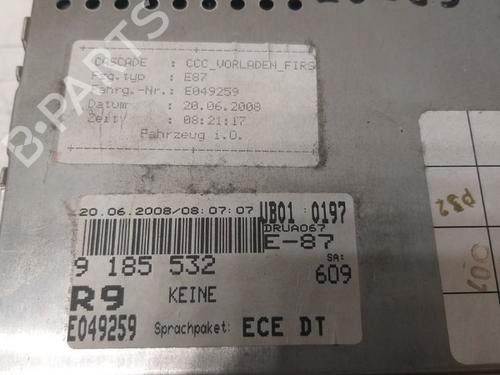 CASCADE : CCC_VORLADEN_FIRS
Fzg.typ : E87
Fahrg.-Nr.: E049259
Datum : 20.06.2008
Zeit : 08:21:17
Fahrzeug i.O.
20.06.2008/08:07:07 UB01 0197
DRUA067
E-87
9 185 532
SA:
609
R9 KEINE
E049259 Sprachpaket: ECE DT
B-PARTS
P32